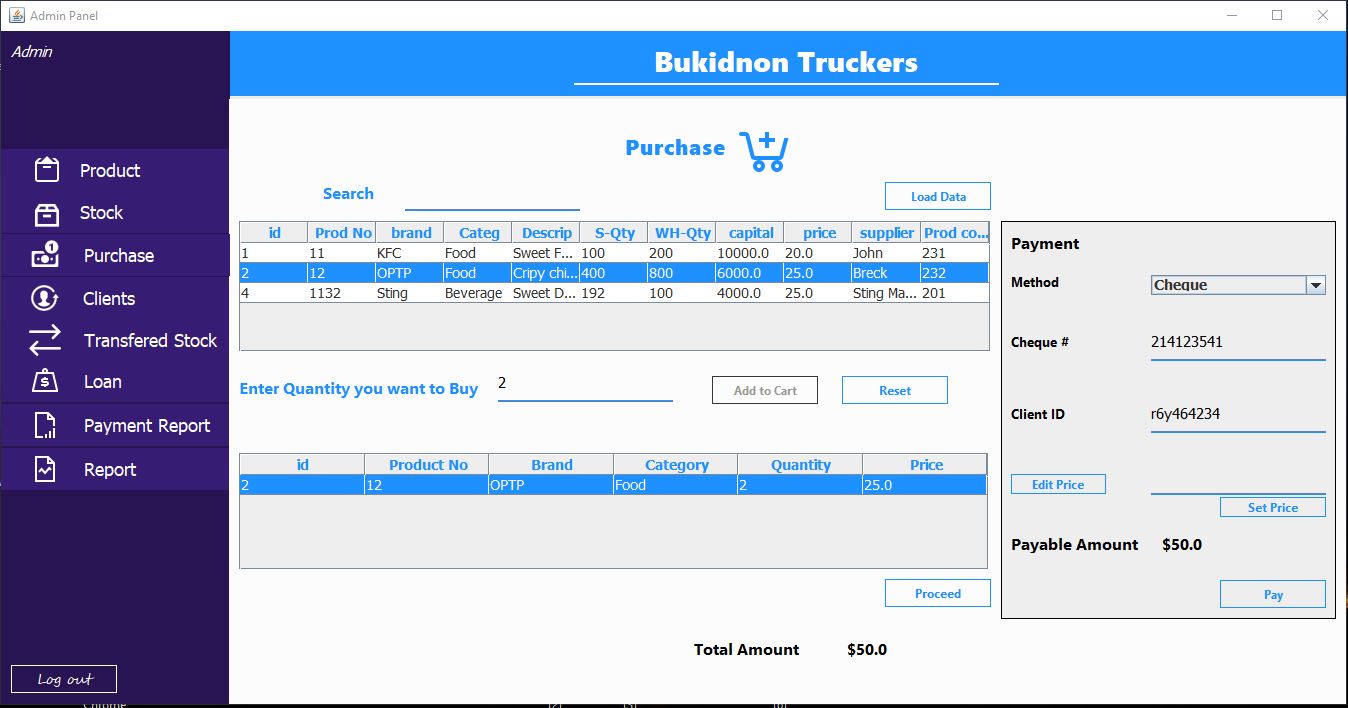 Admin Panel
Admin
Bukidnon Truckers
Product
Stock
Purchase
Clients
Transfered Stock
Loan
Payment Report
Report
Log out
Purchase
Search
Load Data
id Prod No brand Categ Descrip S-Qty WH-Qty capital price supplier Prod co...
1 11 KFC Food Sweet F... 100 200 10000.0 20.0 John 231
2 12 OPTP Food Cripy chi... 400 800 6000.0 25.0 Breck 232
4 1132 Sting Beverage Sweet D... 192 100 4000.0 25.0 Sting Ma... 201
Enter Quantity you want to Buy 2 Add to Cart Reset
id Product No Brand Category Quantity Price
2 12 OPTP Food 2 25.0
Proceed
Total Amount $50.0
Payment
Method Cheque
Cheque # 214123541
Client ID r6y464234
Edit Price
Set Price
Payable Amount $50.0
Pay